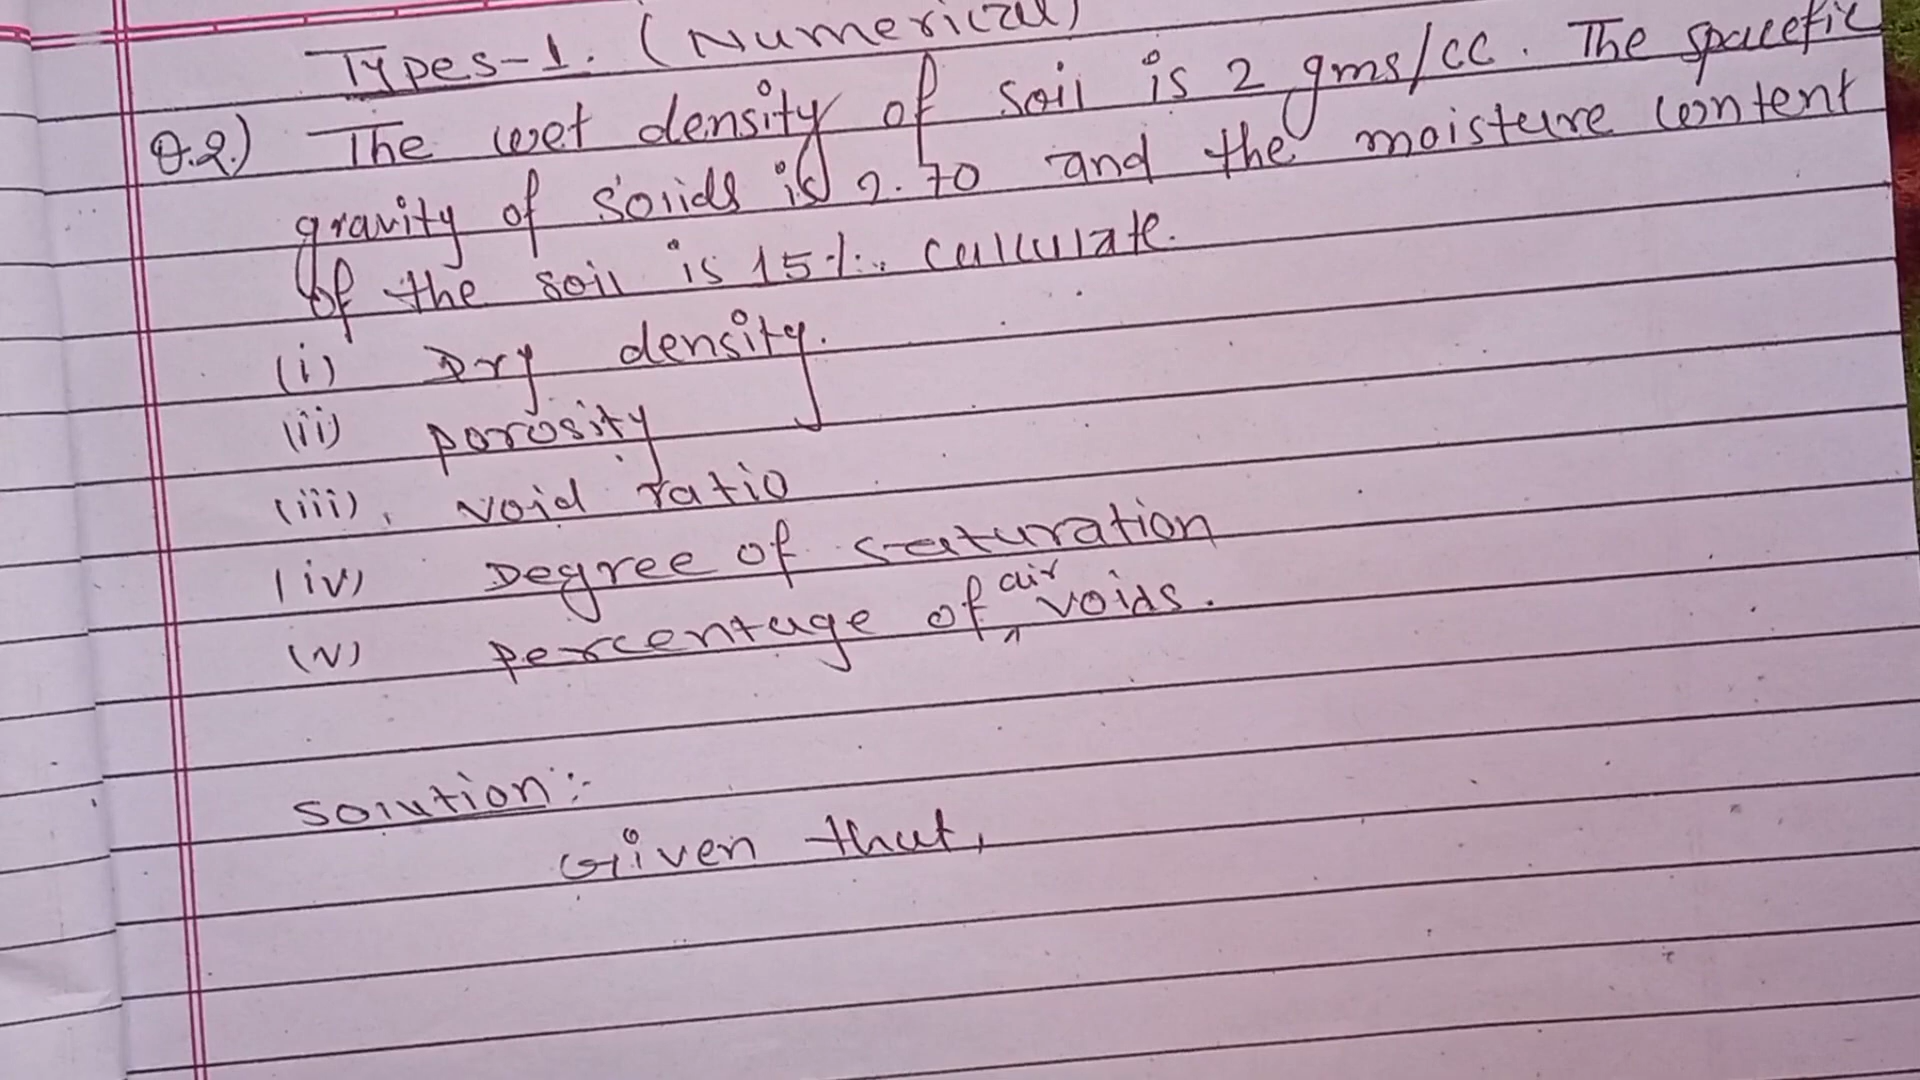 Types-1. (Numerical)
Q.2.) The wet density of soil is 2 gms/cc. The spacefic
gravity of solids is 2.70 and the moisture content
of the soil is 15%. calculate.
(i) Dry density.
(ii) porosity
(iii), void ratio
(iv) Degree of saturation
(v) percentage of air voids.
solution:-
Given that,